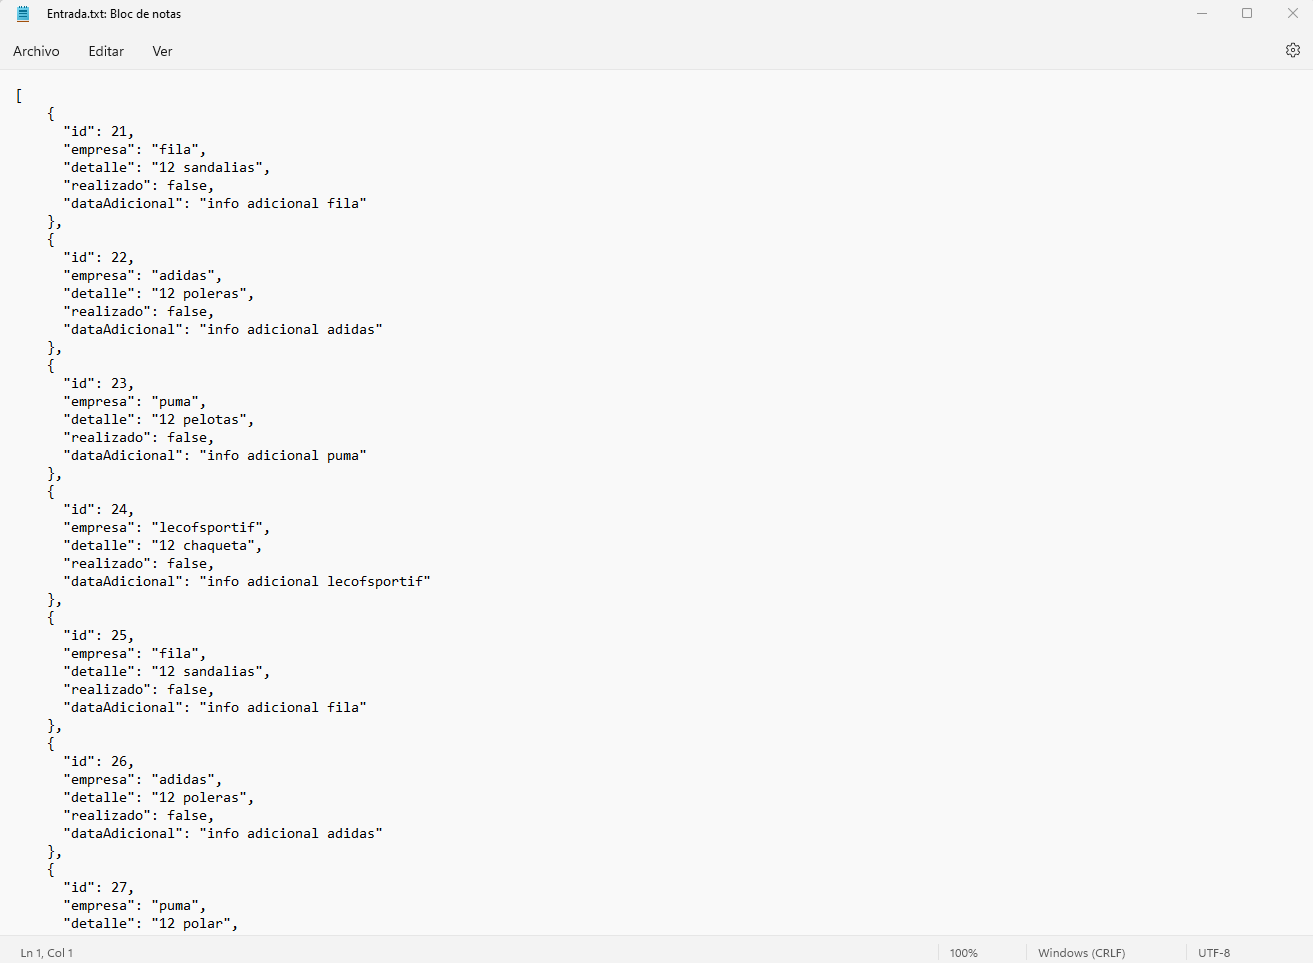 Entrada.txt: Bloc de notas
Archivo Editar Ver
[
    {
      "id": 21,
      "empresa": "fila",
      "detalle": "12 sandalias",
      "realizado": false,
      "dataAdicional": "info adicional fila"
    },
    {
      "id": 22,
      "empresa": "adidas",
      "detalle": "12 poleras",
      "realizado": false,
      "dataAdicional": "info adicional adidas"
    },
    {
      "id": 23,
      "empresa": "puma",
      "detalle": "12 pelotas",
      "realizado": false,
      "dataAdicional": "info adicional puma"
    },
    {
      "id": 24,
      "empresa": "lecofsportif",
      "detalle": "12 chaqueta",
      "realizado": false,
      "dataAdicional": "info adicional lecofsportif"
    },
    {
      "id": 25,
      "empresa": "fila",
      "detalle": "12 sandalias",
      "realizado": false,
      "dataAdicional": "info adicional fila"
    },
    {
      "id": 26,
      "empresa": "adidas",
      "detalle": "12 poleras",
      "realizado": false,
      "dataAdicional": "info adicional adidas"
    },
    {
      "id": 27,
      "empresa": "puma",
      "detalle": "12 polar",
Ln 1, Col 1 100% Windows (CRLF) UTF-8